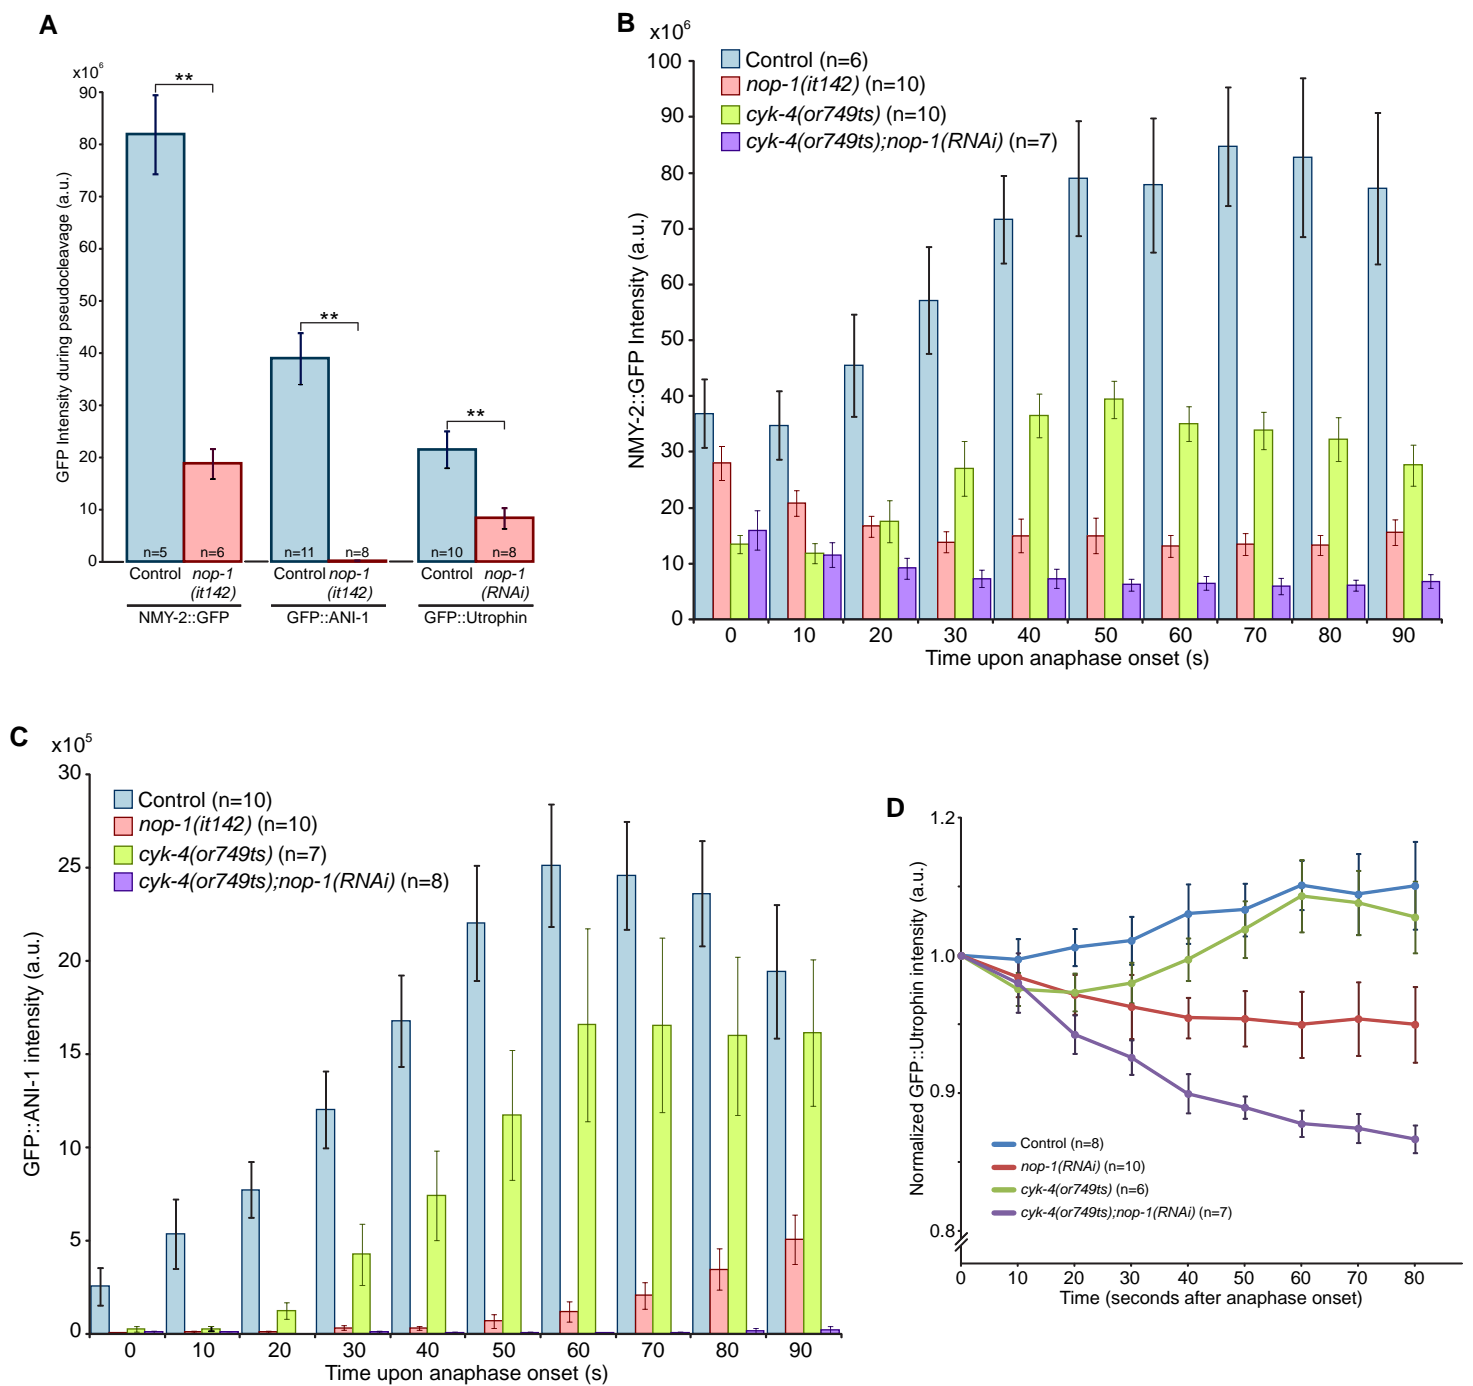 A
x10^6
GFP Intensity during pseudocleavage (a.u.)
90
80
70
60
50
40
30
20
10
0
**
**
**
n=5
n=6
n=11
n=8
n=10
n=8
Control
nop-1
(it142)
Control
nop-1
(it142)
Control
nop-1
(RNAi)
NMY-2::GFP
GFP::ANI-1
GFP::Utrophin
B
x10^6
NMY-2::GFP Intensity (a.u.)
100
90
80
70
60
50
40
30
20
10
0
Control (n=6)
nop-1(it142) (n=10)
cyk-4(or749ts) (n=10)
cyk-4(or749ts);nop-1(RNAi) (n=7)
0 10 20 30 40 50 60 70 80 90
Time upon anaphase onset (s)
C
x10^5
GFP::ANI-1 intensity (a.u.)
30
25
20
15
10
5
0
Control (n=10)
nop-1(it142) (n=10)
cyk-4(or749ts) (n=7)
cyk-4(or749ts);nop-1(RNAi) (n=8)
0 10 20 30 40 50 60 70 80 90
Time upon anaphase onset (s)
D
Normalized GFP::Utrophin intensity (a.u.)
1.2
1.0
0.9
0.8
Control (n=8)
nop-1(RNAi) (n=10)
cyk-4(or749ts) (n=6)
cyk-4(or749ts);nop-1(RNAi) (n=7)
0 10 20 30 40 50 60 70 80
Time (seconds after anaphase onset)